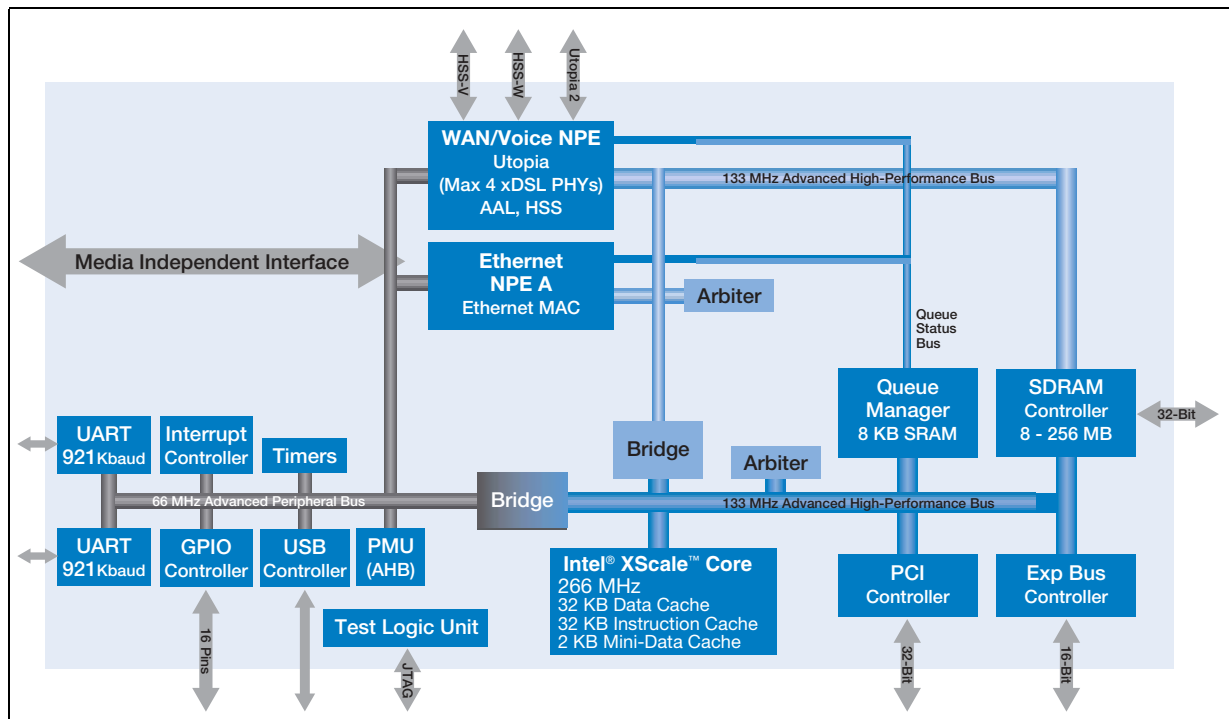 HSS-V
HSS-W
Utopia 2
WAN/Voice NPE
Utopia
(Max 4 xDSL PHYs)
AAL, HSS
133 MHz Advanced High-Performance Bus
Media Independent Interface
Ethernet
NPE A
Ethernet MAC
Arbiter
Queue
Status
Bus
Queue
Manager
8 KB SRAM
SDRAM
Controller
8 - 256 MB
32-Bit
UART
921Kbaud
Interrupt
Controller
Timers
Bridge
Arbiter
66 MHz Advanced Peripheral Bus
Bridge
133 MHz Advanced High-Performance Bus
UART
921Kbaud
GPIO
Controller
USB
Controller
PMU
(AHB)
Intel® XScale™ Core
266 MHz
32 KB Data Cache
32 KB Instruction Cache
2 KB Mini-Data Cache
PCI
Controller
Exp Bus
Controller
Test Logic Unit
16 Pins
JTAG
32-Bit
16-Bit